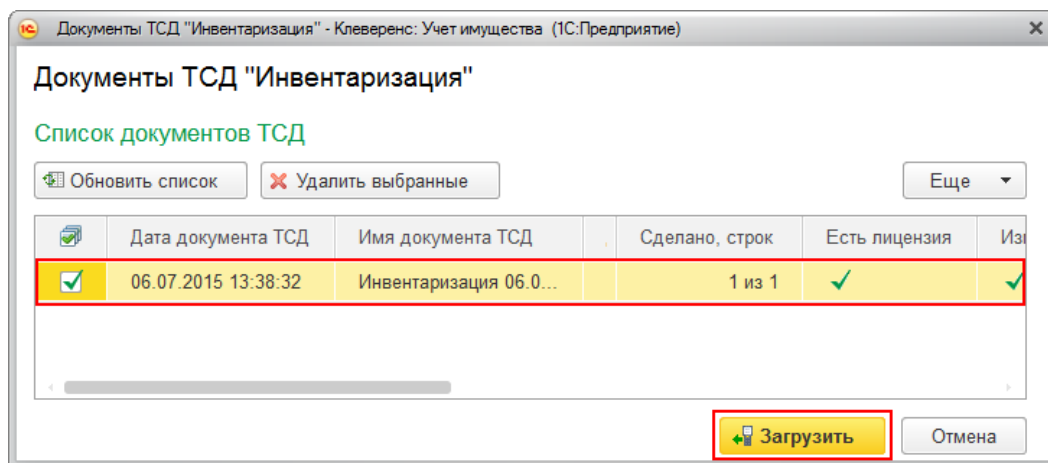 1С Документы ТСД "Инвентаризация" - Клеверенс: Учет имущества (1С:Предприятие)
Документы ТСД "Инвентаризация"
Список документов ТСД
Обновить список Удалить выбранные Еще
Дата документа ТСД Имя документа ТСД Сделано, строк Есть лицензия Изı
06.07.2015 13:38:32 Инвентаризация 06.0... 1 из 1
Загрузить Отмена